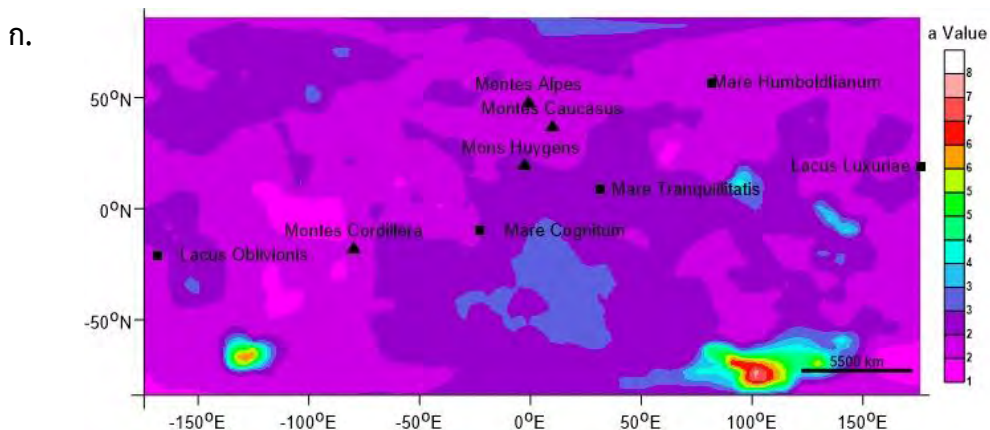 ก.
a Value
8
7
7
6
6
5
5
4
4
3
3
2
2
1
50°N
0°N
-50°N
Montes Alpes
Mare Humboldtianum
Montes Caucasus
Mons Huygens
Lacus Luxuriae
Mare Tranquillitatis
Montes Cordillera
Mare Cognitum
Lacus Oblivionis
5500 km
-150°E
-100°E
-50°E
0°E
50°E
100°E
150°E